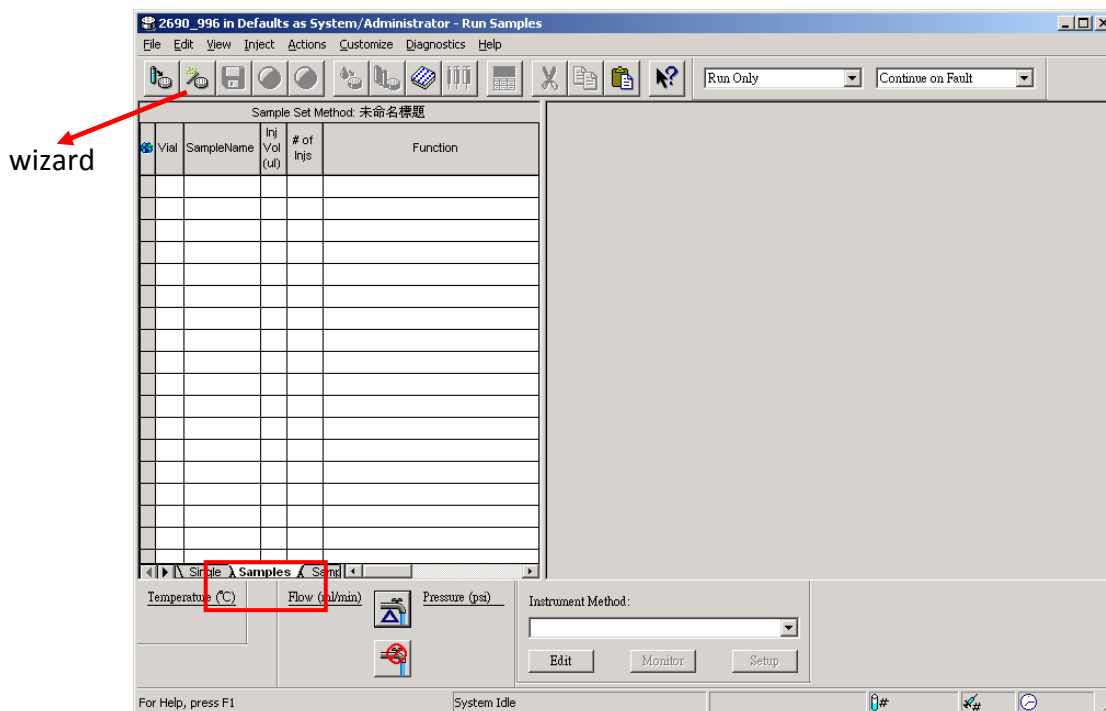 2690_996 in Defaults as System/Administrator - Run Samples
File Edit View Inject Actions Customize Diagnostics Help
Run Only
Continue on Fault
wizard
Sample Set Method: 未命名標題
Vial
SampleName
Inj
Vol
(ul)
# of
Injs
Function
Single Samples Samp
Temperature (°C)
Flow (ml/min)
Pressure (psi)
Instrument Method:
Edit Monitor Setup
For Help, press F1
System Idle
#
#